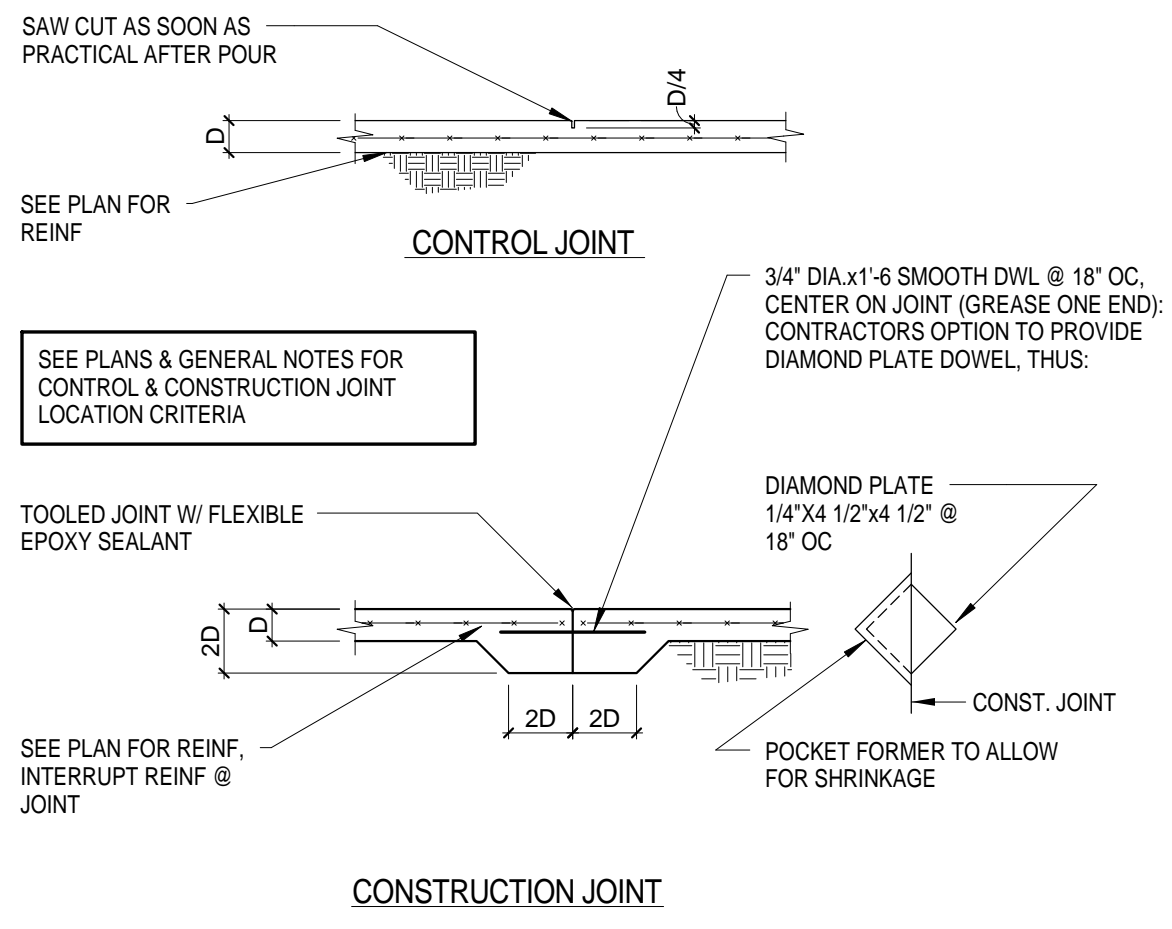 SAW CUT AS SOON AS
PRACTICAL AFTER POUR
D/4
D
SEE PLAN FOR
REINF
CONTROL JOINT
3/4" DIA.x1'-6 SMOOTH DWL @ 18" OC,
CENTER ON JOINT (GREASE ONE END):
CONTRACTORS OPTION TO PROVIDE
DIAMOND PLATE DOWEL, THUS:
SEE PLANS & GENERAL NOTES FOR
CONTROL & CONSTRUCTION JOINT
LOCATION CRITERIA
TOOLED JOINT W/ FLEXIBLE
EPOXY SEALANT
DIAMOND PLATE
1/4"X4 1/2"x4 1/2" @
18" OC
2D
D
2D
2D
CONST. JOINT
SEE PLAN FOR REINF,
INTERRUPT REINF @
JOINT
POCKET FORMER TO ALLOW
FOR SHRINKAGE
CONSTRUCTION JOINT